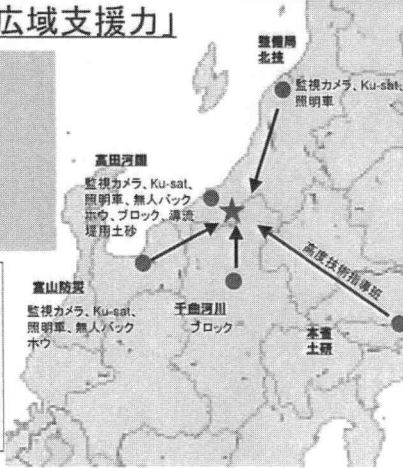 広域支援力」
整備局
北技
監視カメラ、Ku-sat、
照明車
高田河国
監視カメラ、Ku-sat、
照明車、無人バック
ホウ、ブロック、導流
堤用土砂
富山防災
監視カメラ、Ku-sat、
照明車、無人バック
ホウ
千曲河川
ブロック
高度技術指導班
本省
土研